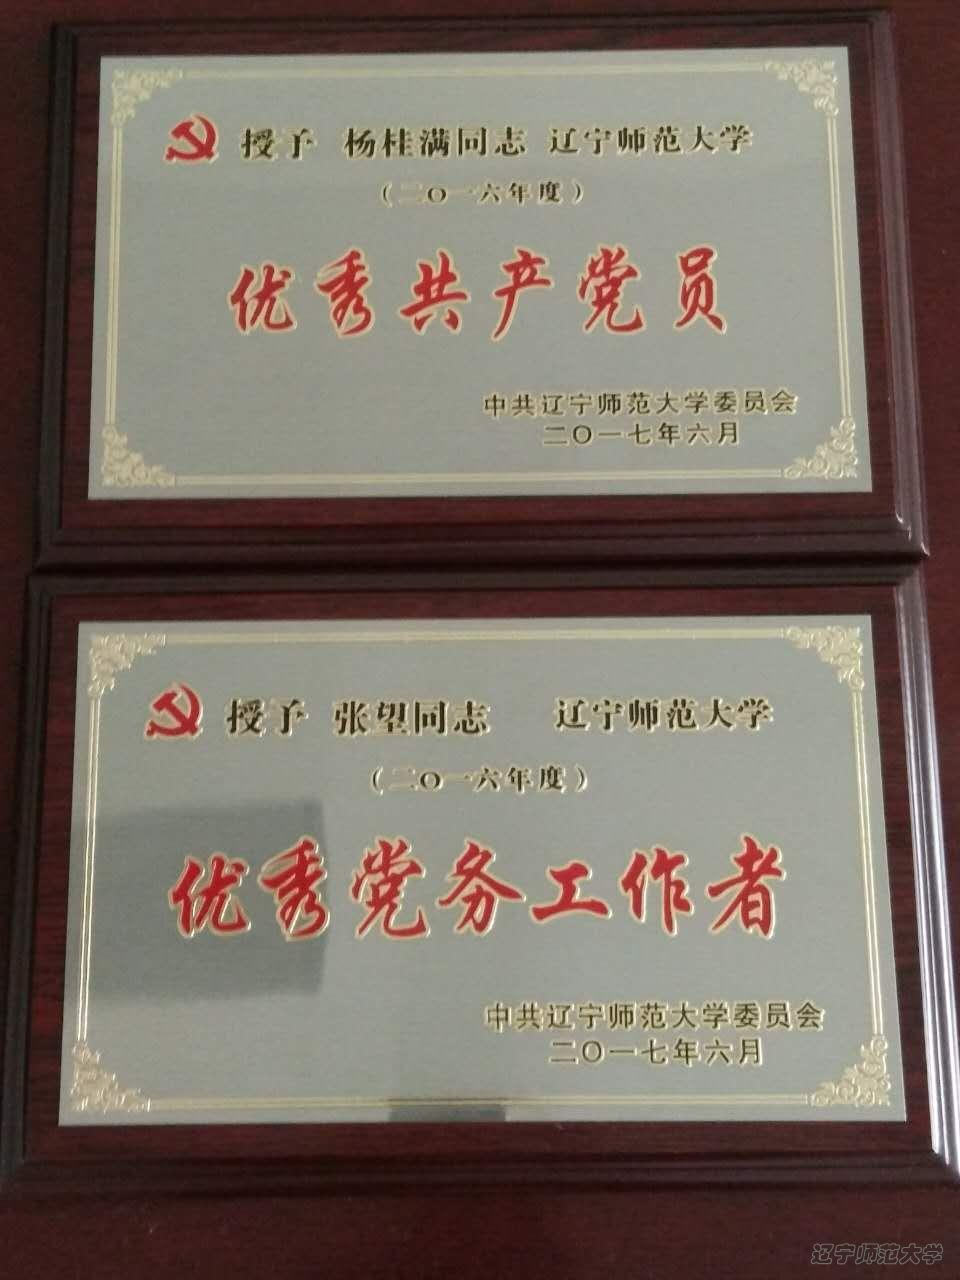 授予 杨桂满同志 辽宁师范大学
（二〇一六年度）
优秀共产党员
中共辽宁师范大学委员会
二〇一七年六月
授予 张望同志 辽宁师范大学
（二〇一六年度）
优秀党务工作者
中共辽宁师范大学委员会
二〇一七年六月
辽宁师范大学